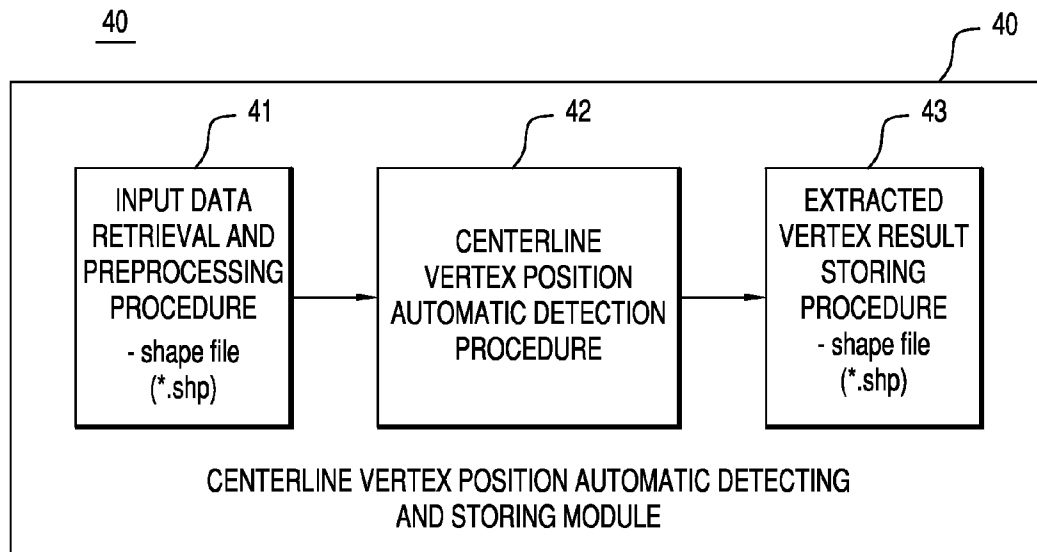 40
40
41
42
43
INPUT DATA
RETRIEVAL AND
PREPROCESSING
PROCEDURE
- shape file
(*.shp)
CENTERLINE
VERTEX POSITION
AUTOMATIC DETECTION
PROCEDURE
EXTRACTED
VERTEX RESULT
STORING
PROCEDURE
- shape file
(*.shp)
CENTERLINE VERTEX POSITION AUTOMATIC DETECTING
AND STORING MODULE